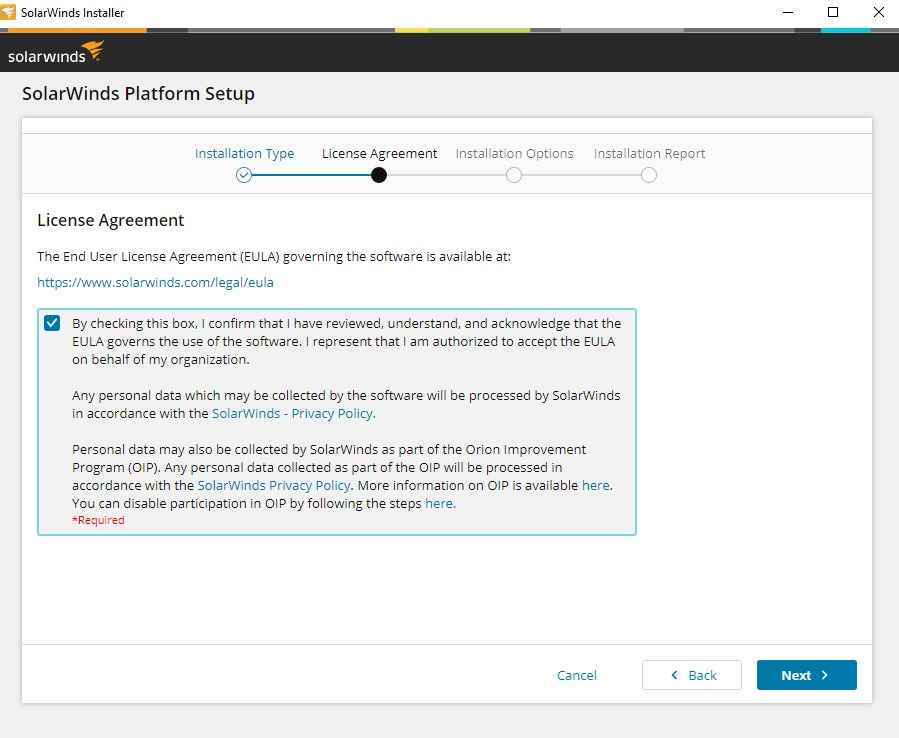 SolarWinds Installer
solarwinds
SolarWinds Platform Setup
Installation Type
License Agreement
Installation Options
Installation Report
License Agreement
The End User License Agreement (EULA) governing the software is available at:
https://www.solarwinds.com/legal/eula
By checking this box, I confirm that I have reviewed, understand, and acknowledge that the
EULA governs the use of the software. I represent that I am authorized to accept the EULA
on behalf of my organization.
Any personal data which may be collected by the software will be processed by SolarWinds
in accordance with the SolarWinds - Privacy Policy.
Personal data may also be collected by SolarWinds as part of the Orion Improvement
Program (OIP). Any personal data collected as part of the OIP will be processed in
accordance with the SolarWinds Privacy Policy. More information on OIP is available here.
You can disable participation in OIP by following the steps here.
*Required
Cancel
Back
Next